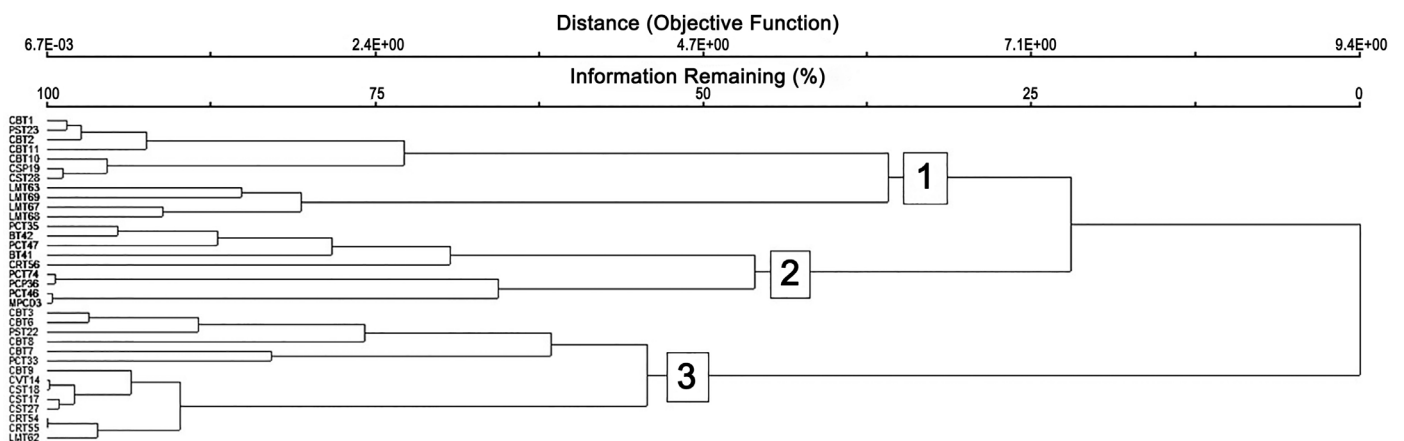 Distance (Objective Function)
6.7E-03 2.4E+00 4.7E+00 7.1E+00 9.4E+00
Information Remaining (%)
100 75 50 25 0
CBT1
PST23
CBT2
CBT11
CBT10
CSP19
CST28
LMT63
LMT69
LMT67
LMT68
PCT35
BT42
PCT47
BT41
CRT56
PCT74
PCP36
PCT46
MPCD3
CBT3
CBT6
PST22
CBT8
CBT7
PCT33
CBT9
CVT14
CST18
CST17
CST27
CRT54
CRT55
LMT62
1
2
3